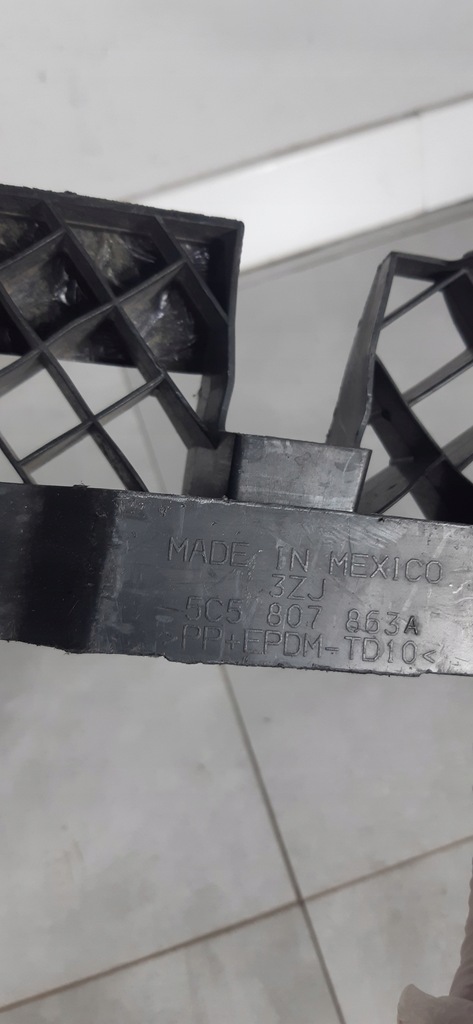 MADE IN MEXICO
3ZJ
5C5 807 863A
PP+EPDM-TD10<